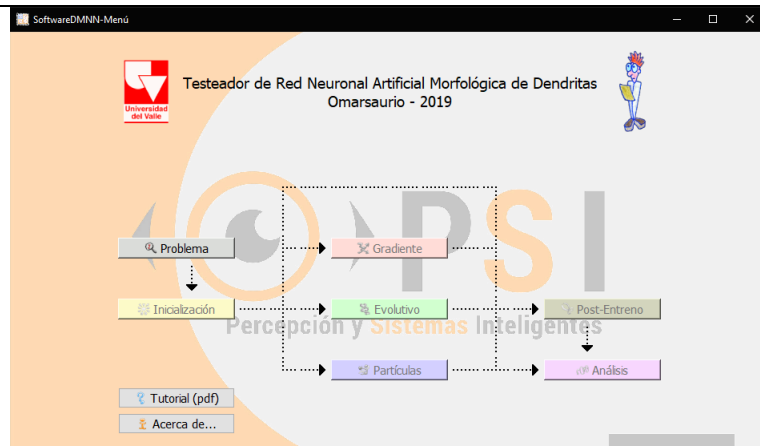 SoftwareDMNN-Menú
Testeador de Red Neuronal Artificial Morfológica de Dendritas
Omarsaurio - 2019
Universidad
del Valle
PSI
Problema
Gradiente
Inicialización
Evolutivo
Post-Entreno
Percepción y Sistemas Inteligentes
Partículas
Análisis
Tutorial (pdf)
Acerca de...